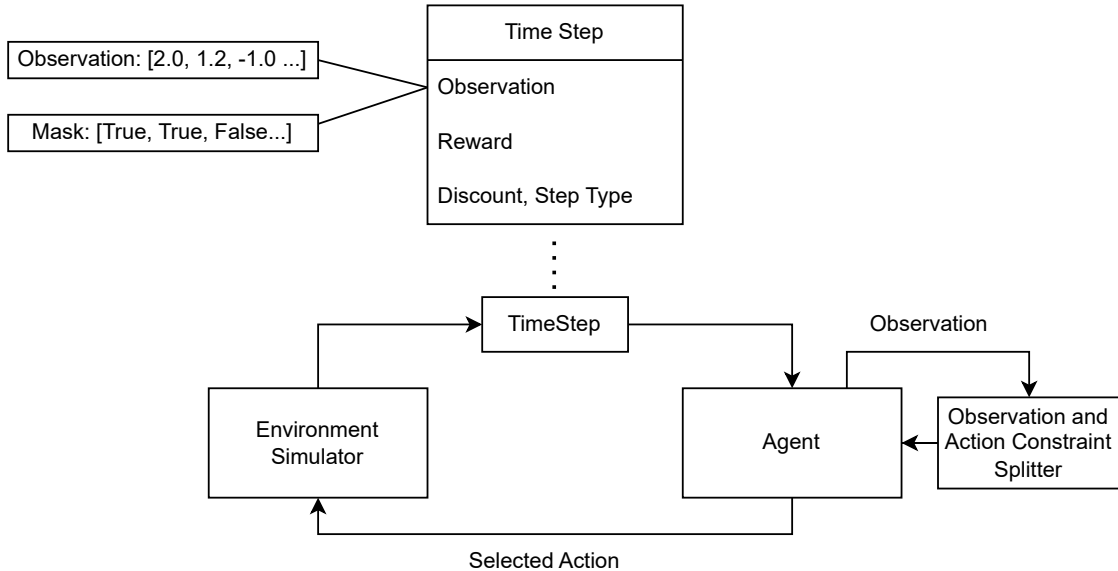 Time Step
Observation: [2.0, 1.2, -1.0 ...]
Observation
Mask: [True, True, False...]
Reward
Discount, Step Type
TimeStep
Observation
Environment
Simulator
Agent
Observation and
Action Constraint
Splitter
Selected Action